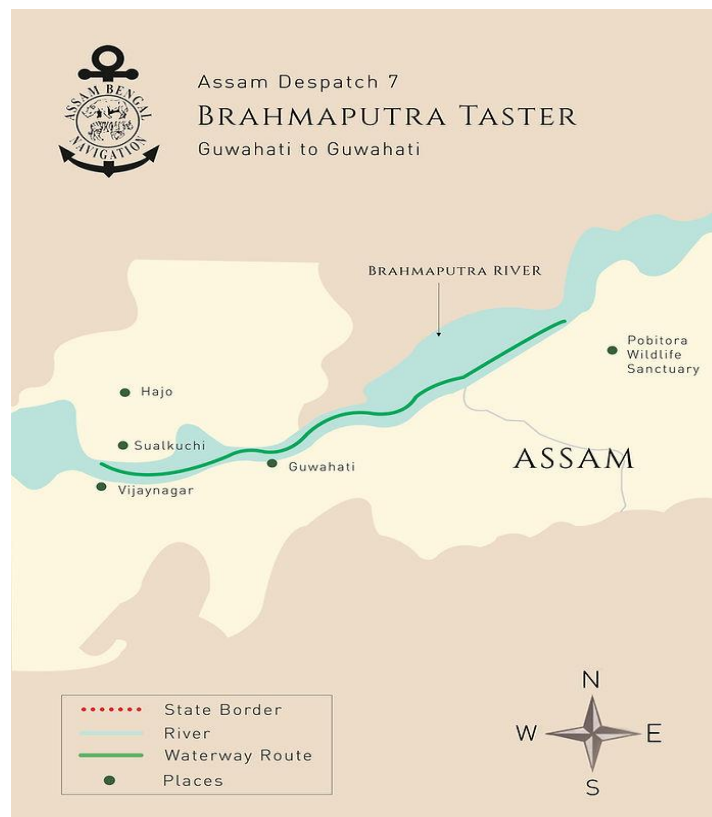 ASSAM BENGAL
NAVIGATION
Assam Despatch 7
BRAHMAPUTRA TASTER
Guwahati to Guwahati
BRAHMAPUTRA RIVER
Pobitora
Wildlife
Sanctuary
Hajo
Sualkuchi
Guwahati
ASSAM
Vijaynagar
State Border
River
Waterway Route
Places
N
W
E
S